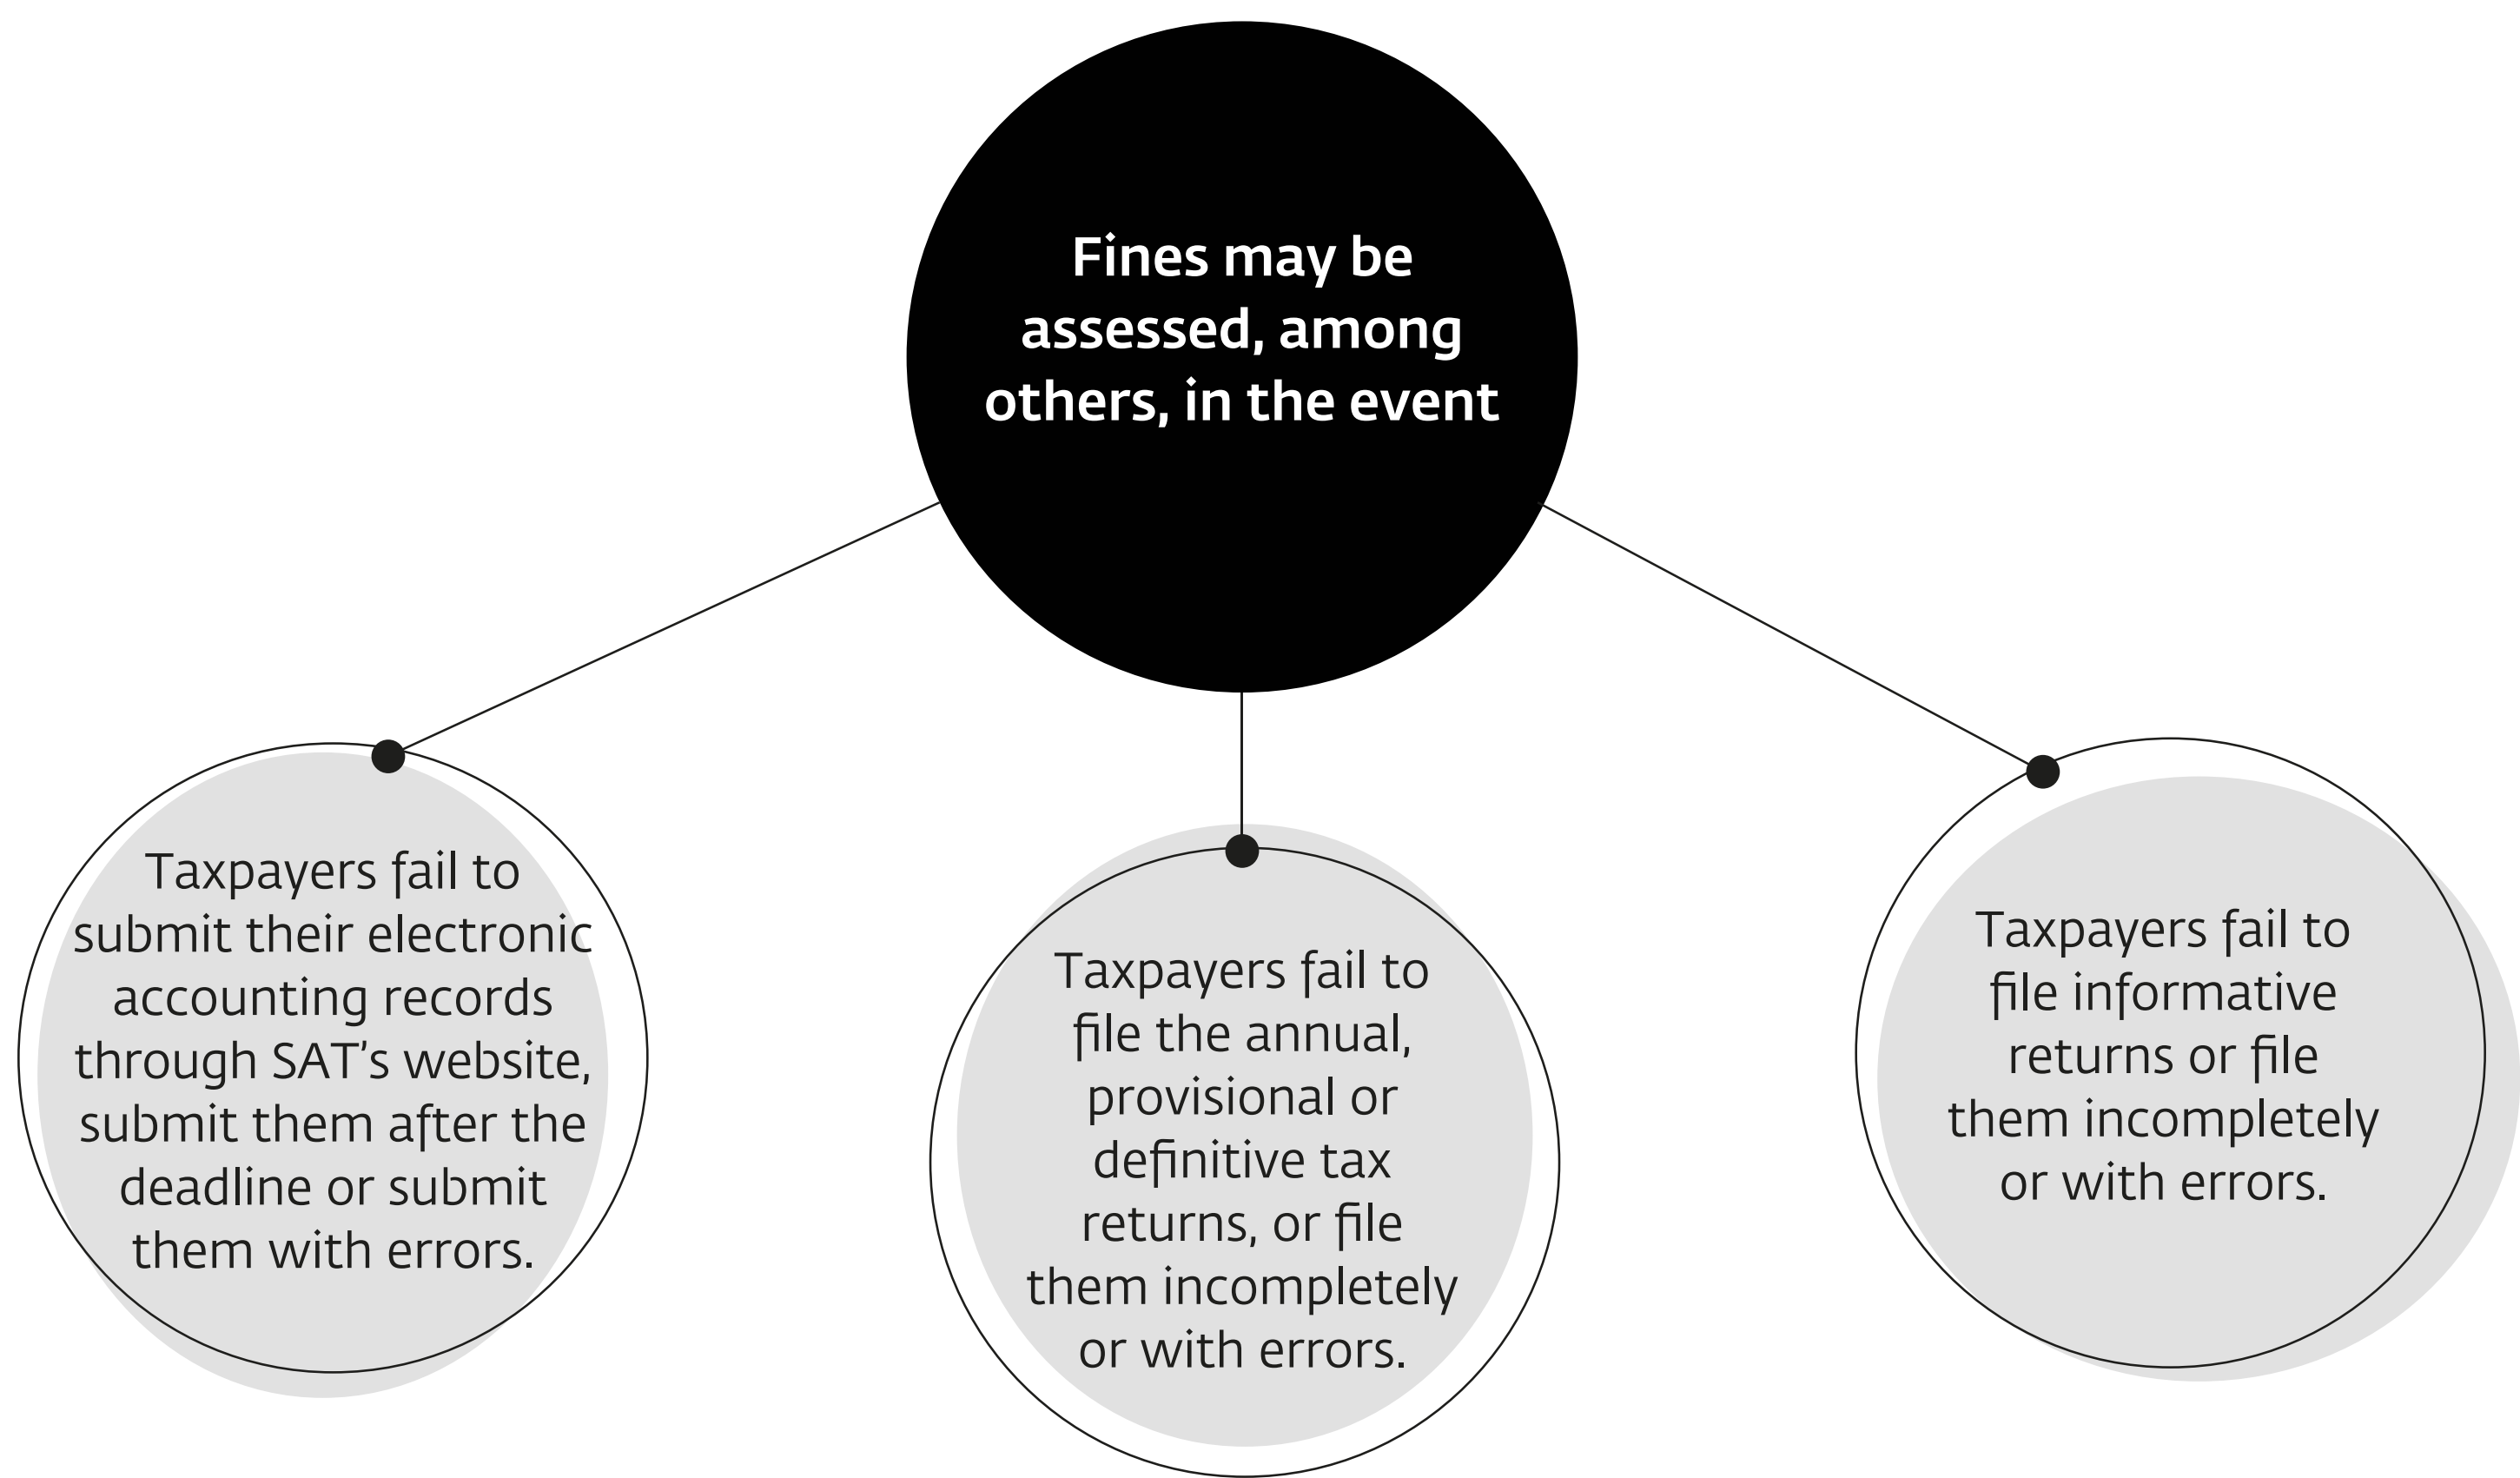 Fines may be
assessed, among
others, in the event
Taxpayers fail to
submit their electronic
accounting records
through SAT’s website,
submit them after the
deadline or submit
them with errors.
Taxpayers fail to
file the annual,
provisional or
definitive tax
returns, or file
them incompletely
or with errors.
Taxpayers fail to
file informative
returns or file
them incompletely
or with errors.